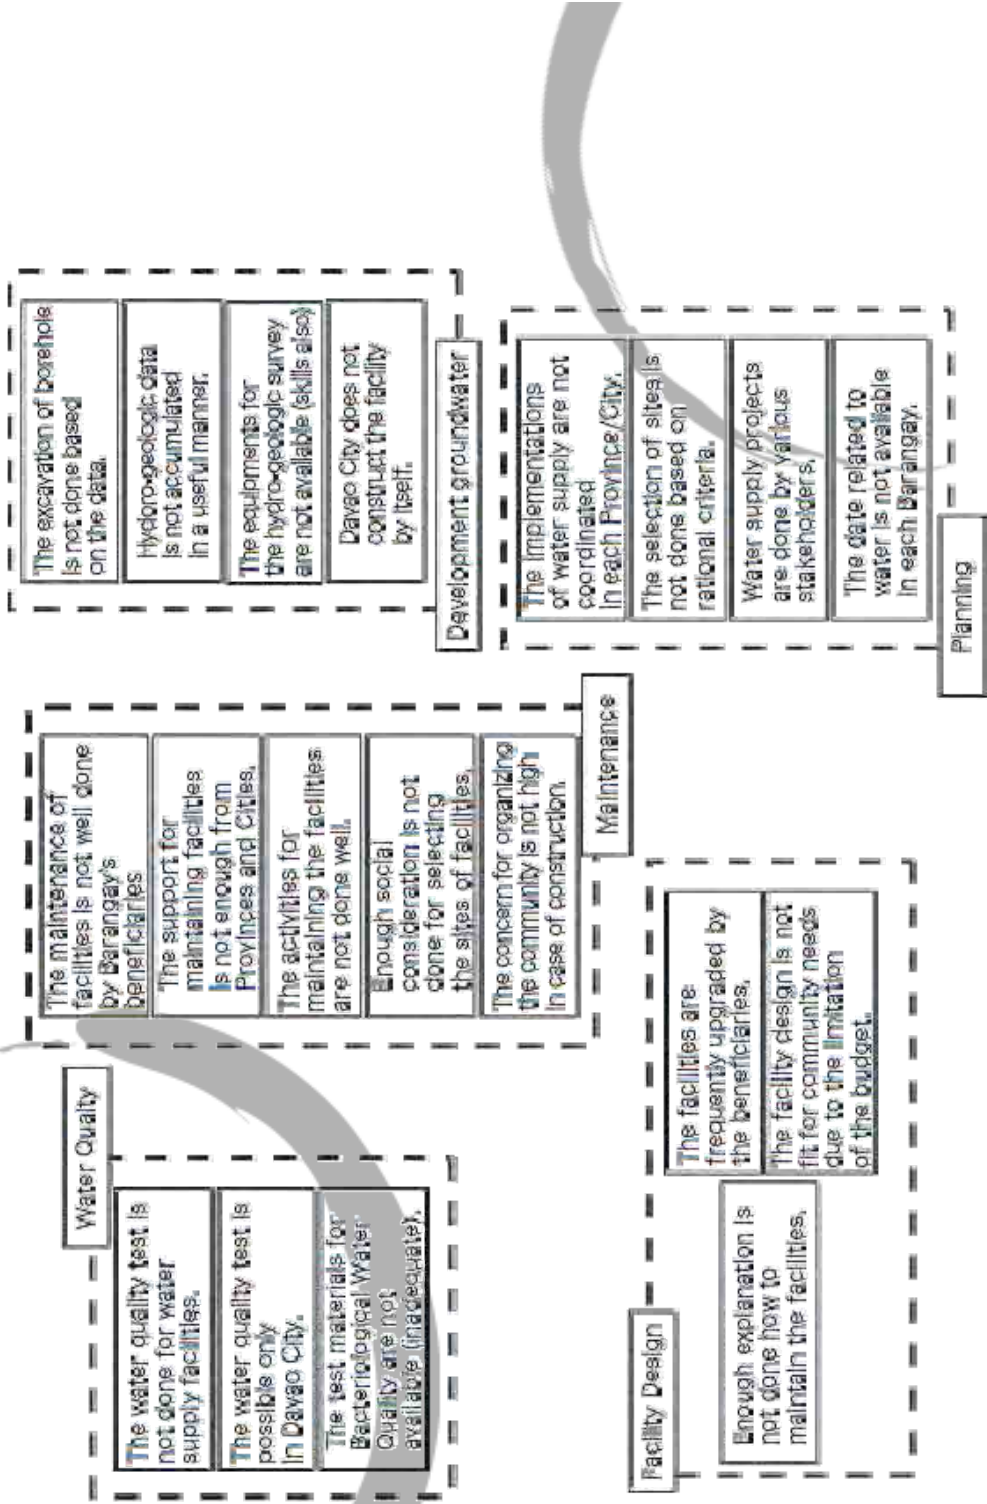 Water Quality
The water quality test is
not done for water
supply facilities.
The water quality test is
possible only
in Davao City.
The test materials for
Bacteriological Water
Quality are not
available (inadequate).
The maintenance of
facilities is not well done
by Barangay's
beneficiaries
The support for
maintaining facilities
is not enough from
Provinces and Cities.
The activities for
maintaining the facilities
are not done well.
Enough social
consideration is not
done for selecting
the sites of facilities.
The concern for organizing
the community is not high
in case of construction.
Maintenance
The excavation of borehole
is not done based
on the data.
Hydoro-geologic data
is not accumulated
in a useful manner.
The equipments for
the hydro-geologic survey
are not available (skills also)
Davao City does not
construct the facility
by itself.
Development groundwater
Facility Design
Enough explanation is
not done how to
maintain the facilities.
The facilities are
frequently upgraded by
the beneficiaries.
The facility design is not
fit for community needs
due to the limitation
of the budget.
The implementations
of water supply are not
coordinated
in each Province/City.
The selection of sites is
not done based on
rational criteria.
Water supply projects
are done by various
stakeholders.
The date related to
water is not available
in each Barangay.
Planning